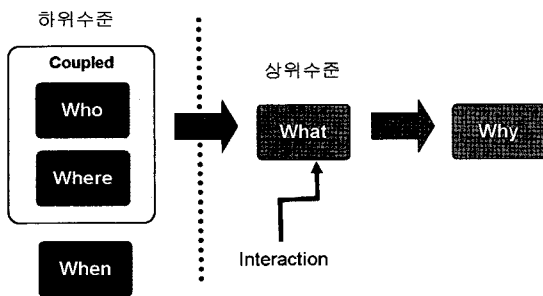 하위수준
Coupled
Who
Where
When
상위수준
What
Why
Interaction